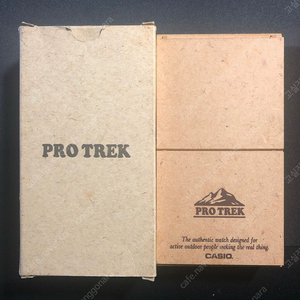 PRO TREK
PRO TREK
The authentic watch designed for
active outdoor people seeking the real thing.
CASIO